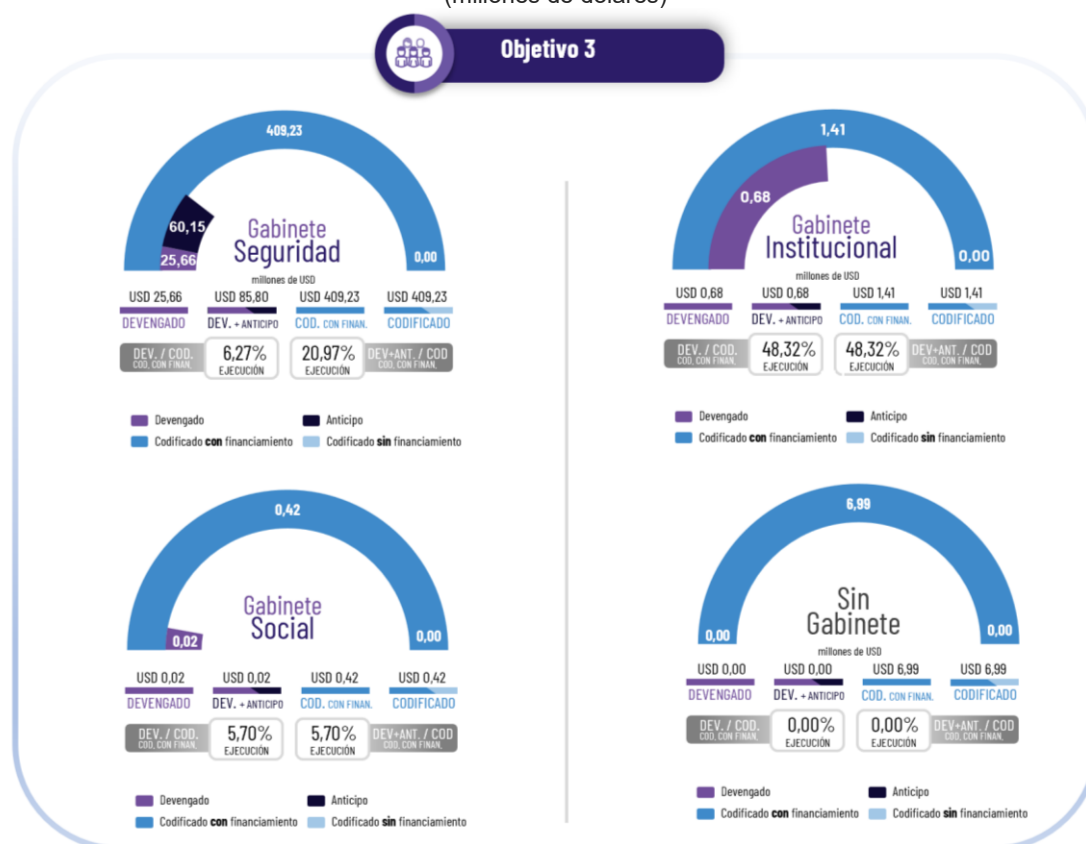 (millones de dólares)
Objetivo 3
409,23
60,15
25,66
0,00
Gabinete
Seguridad
millones de USD
USD 25,66 USD 85,80 USD 409,23 USD 409,23
DEVENGADO DEV. + ANTICIPO COD. CON FINAN. CODIFICADO
DEV. / COD. 6,27% 20,97% DEV+ANT. / COD
COD. CON FINAN. EJECUCIÓN EJECUCIÓN COD. CON FINAN.
Devengado Anticipo
Codificado con financiamiento Codificado sin financiamiento
1,41
0,68
0,00
Gabinete
Institucional
millones de USD
USD 0,68 USD 0,68 USD 1,41 USD 1,41
DEVENGADO DEV. + ANTICIPO COD. CON FINAN. CODIFICADO
DEV. / COD. 48,32% 48,32% DEV+ANT. / COD
COD. CON FINAN. EJECUCIÓN EJECUCIÓN COD. CON FINAN.
Devengado Anticipo
Codificado con financiamiento Codificado sin financiamiento
0,42
0,02
0,00
Gabinete
Social
USD 0,02 USD 0,02 USD 0,42 USD 0,42
DEVENGADO DEV. + ANTICIPO COD. CON FINAN. CODIFICADO
DEV. / COD. 5,70% 5,70% DEV+ANT. / COD
COD. CON FINAN. EJECUCIÓN EJECUCIÓN COD. CON FINAN.
Devengado Anticipo
Codificado con financiamiento Codificado sin financiamiento
6,99
0,00
0,00
Sin
Gabinete
millones de USD
USD 0,00 USD 0,00 USD 6,99 USD 6,99
DEVENGADO DEV. + ANTICIPO COD. CON FINAN. CODIFICADO
DEV. / COD. 0,00% 0,00% DEV+ANT. / COD
COD. CON FINAN. EJECUCIÓN EJECUCIÓN COD. CON FINAN.
Devengado Anticipo
Codificado con financiamiento Codificado sin financiamiento